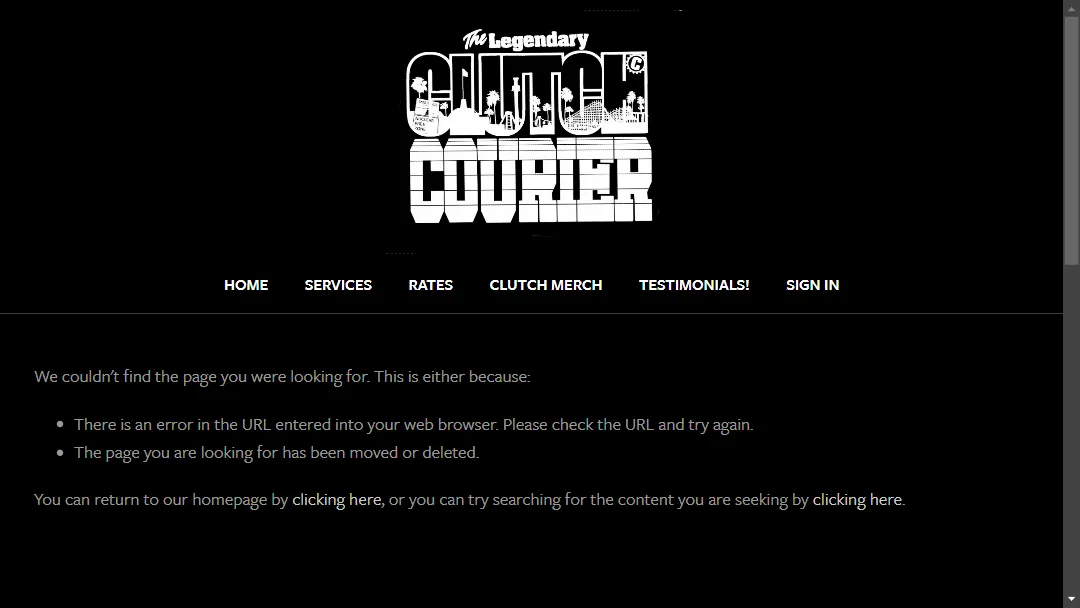 The Legendary
CLUTCH
C
COURIER
HOME SERVICES RATES CLUTCH MERCH TESTIMONIALS! SIGN IN
We couldn't find the page you were looking for. This is either because:
There is an error in the URL entered into your web browser. Please check the URL and try again.
The page you are looking for has been moved or deleted.
You can return to our homepage by clicking here, or you can try searching for the content you are seeking by clicking here.